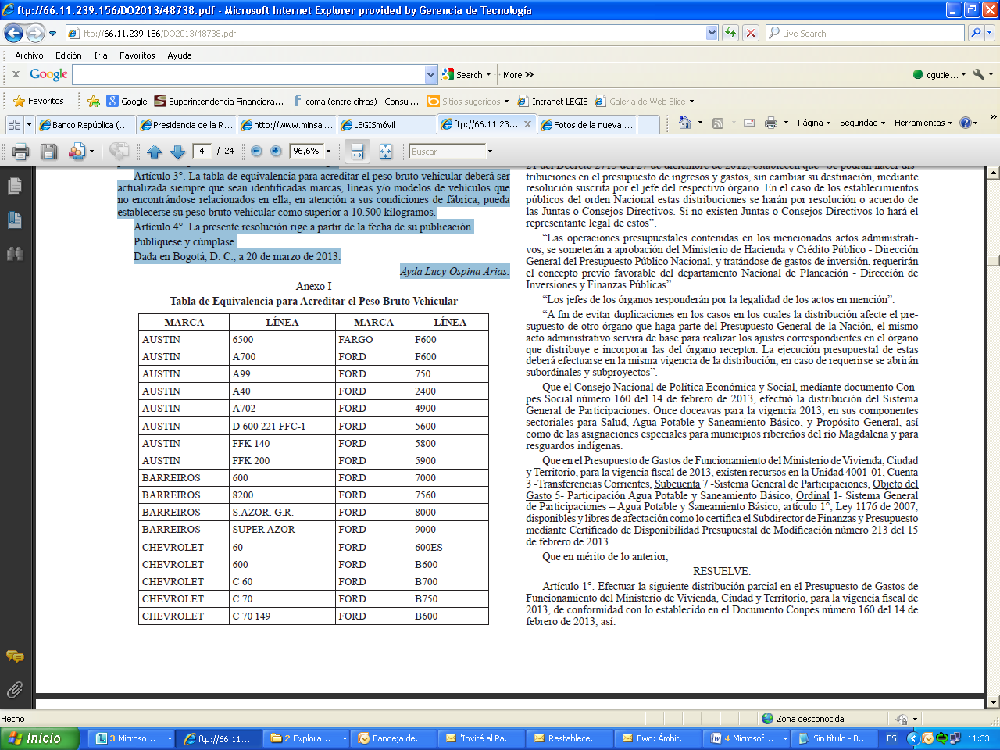 ftp://66.11.239.156/DO2013/48738.pdf - Microsoft Internet Explorer provided by Gerencia de Tecnología
ftp://66.11.239.156/DO2013/48738.pdf
Live Search
Archivo Edición Ir a Favoritos Ayuda
x Google Search More » cgutie...
Favoritos Google Superintendencia Financiera... coma (entre cifras) - Consul... Sitios sugeridos Intranet LEGIS Galería de Web Slice
Banco República (... Presidencia de la R... http://www.minsal... LEGISmóvil ftp://66.11.23... Fotos de la nueva ... Página Seguridad Herramientas »
4 / 24 96,6% Buscar
Artículo 3°. La tabla de equivalencia para acreditar el peso bruto vehicular deberá ser
actualizada siempre que sean identificadas marcas, líneas y/o modelos de vehículos que
no encontrándose relacionados en ella, en atención a sus condiciones de fábrica, pueda
establecerse su peso bruto vehicular como superior a 10.500 kilogramos.
Artículo 4°. La presente resolución rige a partir de la fecha de su publicación.
Publíquese y cúmplase.
Dada en Bogotá, D. C., a 20 de marzo de 2013.
Ayda Lucy Ospina Arias.
Anexo I
Tabla de Equivalencia para Acreditar el Peso Bruto Vehicular
MARCA LÍNEA MARCA LÍNEA
AUSTIN 6500 FARGO F600
AUSTIN A700 FORD F600
AUSTIN A99 FORD 750
AUSTIN A40 FORD 2400
AUSTIN A702 FORD 4900
AUSTIN D 600 221 FFC-1 FORD 5600
AUSTIN FFK 140 FORD 5800
AUSTIN FFK 200 FORD 5900
BARREIROS 600 FORD 7000
BARREIROS 8200 FORD 7560
BARREIROS S.AZOR. G.R. FORD 8000
BARREIROS SUPER AZOR FORD 9000
CHEVROLET 60 FORD 600ES
CHEVROLET 600 FORD B600
CHEVROLET C 60 FORD B700
CHEVROLET C 70 FORD B750
CHEVROLET C 70 149 FORD B600
21 del Decreto 2715 del 27 de diciembre de 2012, establecen que “Se podrán hacer dis-
tribuciones en el presupuesto de ingresos y gastos, sin cambiar su destinación, mediante
resolución suscrita por el jefe del respectivo órgano. En el caso de los establecimientos
públicos del orden Nacional estas distribuciones se harán por resolución o acuerdo de
las Juntas o Consejos Directivos. Si no existen Juntas o Consejos Directivos lo hará el
representante legal de estos”.
“Las operaciones presupuestales contenidas en los mencionados actos administrati-
vos, se someterán a aprobación del Ministerio de Hacienda y Crédito Público - Dirección
General del Presupuesto Público Nacional, y tratándose de gastos de inversión, requerirán
el concepto previo favorable del departamento Nacional de Planeación - Dirección de
Inversiones y Finanzas Públicas”.
“Los jefes de los órganos responderán por la legalidad de los actos en mención”.
“A fin de evitar duplicaciones en los casos en los cuales la distribución afecte el pre-
supuesto de otro órgano que haga parte del Presupuesto General de la Nación, el mismo
acto administrativo servirá de base para realizar los ajustes correspondientes en el órgano
que distribuye e incorporar las del órgano receptor. La ejecución presupuestal de estas
deberá efectuarse en la misma vigencia de la distribución; en caso de requerirse se abrirán
subordinales y subproyectos”.
Que el Consejo Nacional de Política Económica y Social, mediante documento Con-
pes Social número 160 del 14 de febrero de 2013, efectuó la distribución del Sistema
General de Participaciones: Once doceavas para la vigencia 2013, en sus componentes
sectoriales para Salud, Agua Potable y Saneamiento Básico, y Propósito General, así
como de las asignaciones especiales para municipios ribereños del río Magdalena y para
resguardos indígenas.
Que en el Presupuesto de Gastos de Funcionamiento del Ministerio de Vivienda, Ciudad
y Territorio, para la vigencia fiscal de 2013, existen recursos en la Unidad 4001-01, Cuenta
3 -Transferencias Corrientes, Subcuenta 7 -Sistema General de Participaciones, Objeto del
Gasto 5- Participación Agua Potable y Saneamiento Básico, Ordinal 1- Sistema General
de Participaciones – Agua Potable y Saneamiento Básico, artículo 1°, Ley 1176 de 2007,
disponibles y libres de afectación como lo certifica el Subdirector de Finanzas y Presupuesto
mediante Certificado de Disponibilidad Presupuestal de Modificación número 213 del 15
de febrero de 2013.
Que en mérito de lo anterior,
RESUELVE:
Artículo 1°. Efectuar la siguiente distribución parcial en el Presupuesto de Gastos de
Funcionamiento del Ministerio de Vivienda, Ciudad y Territorio, para la vigencia fiscal de
2013, de conformidad con lo establecido en el Documento Conpes número 160 del 14 de
febrero de 2013, así:
Hecho Zona desconocida
Inicio 3 Microso... ftp://66.11... 2 Explora... Bandeja de... 'Invité al Pa... Restablece... Fwd: Ámbit... 4 Microsof... Sin título - B... ES 11:33